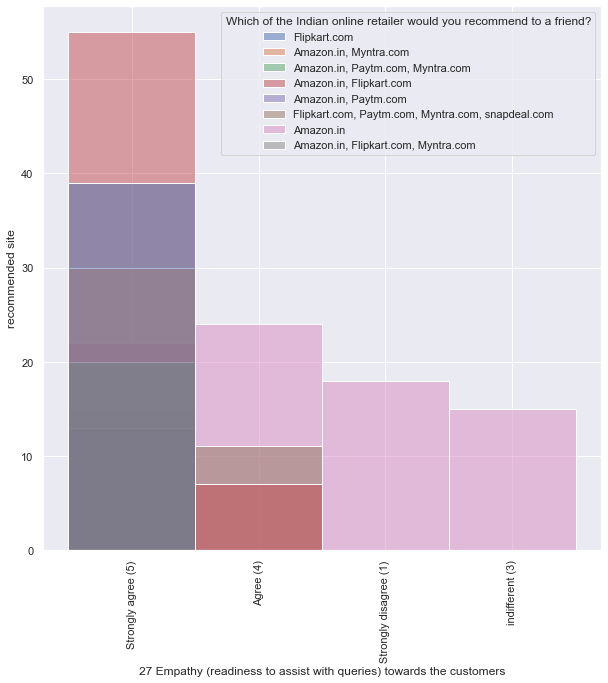 Which of the Indian online retailer would you recommend to a friend?
Flipkart.com
Amazon.in, Myntra.com
Amazon.in, Paytm.com, Myntra.com
Amazon.in, Flipkart.com
Amazon.in, Paytm.com
Flipkart.com, Paytm.com, Myntra.com, snapdeal.com
Amazon.in
Amazon.in, Flipkart.com, Myntra.com
recommended site
50
40
30
20
10
0
Strongly agree (5)
Agree (4)
Strongly disagree (1)
indifferent (3)
27 Empathy (readiness to assist with queries) towards the customers